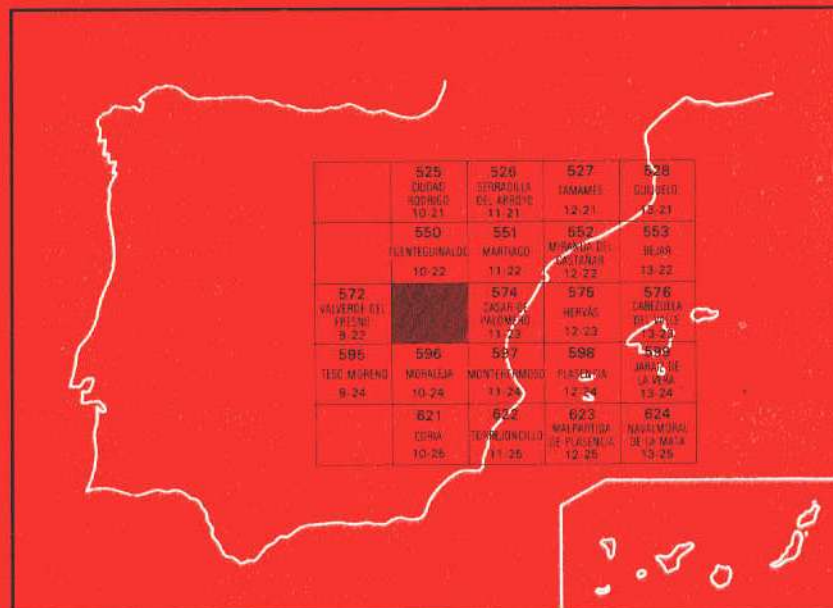 525
CIUDAD
RODRIGO
10-21
526
SERRADILLA
DEL ARROYO
11-21
527
TAMAMES
12-21
528
GUIJUELO
13-21
550
FUENTEGUINALDO
10-22
551
MARTIAGO
11-22
552
MIRANDA DEL
CASTAÑAR
12-22
553
BEJAR
13-22
572
VALVERDE DEL
FRESNO
9-23
574
CASAR DE
PALOMERO
11-23
575
HERVÁS
12-23
576
CABEZUELA
DEL VALLE
13-23
595
TESO MORENO
9-24
596
MORALEJA
10-24
597
MONTEHERMOSO
11-24
598
PLASENCIA
12-24
599
JARAIZ DE
LA VERA
13-24
621
CORIA
10-25
622
TORREJONCILLO
11-25
623
MALPARTIDA
DE PLASENCIA
12-25
624
NAVALMORAL
DE LA MATA
13-25